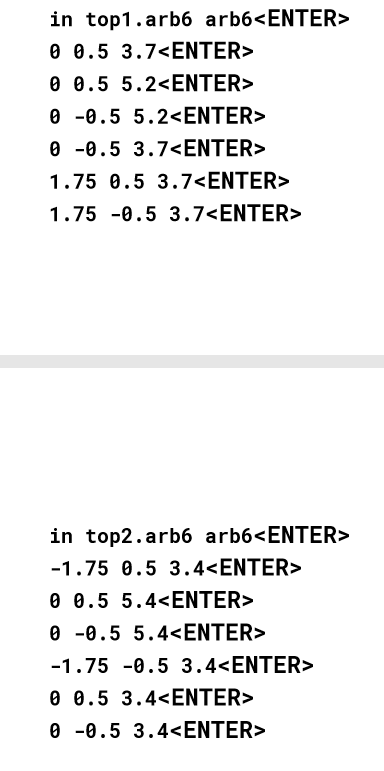 in top1.arb6 arb6<ENTER>
0 0.5 3.7<ENTER>
0 0.5 5.2<ENTER>
0 -0.5 5.2<ENTER>
0 -0.5 3.7<ENTER>
1.75 0.5 3.7<ENTER>
1.75 -0.5 3.7<ENTER>
in top2.arb6 arb6<ENTER>
-1.75 0.5 3.4<ENTER>
0 0.5 5.4<ENTER>
0 -0.5 5.4<ENTER>
-1.75 -0.5 3.4<ENTER>
0 0.5 3.4<ENTER>
0 -0.5 3.4<ENTER>